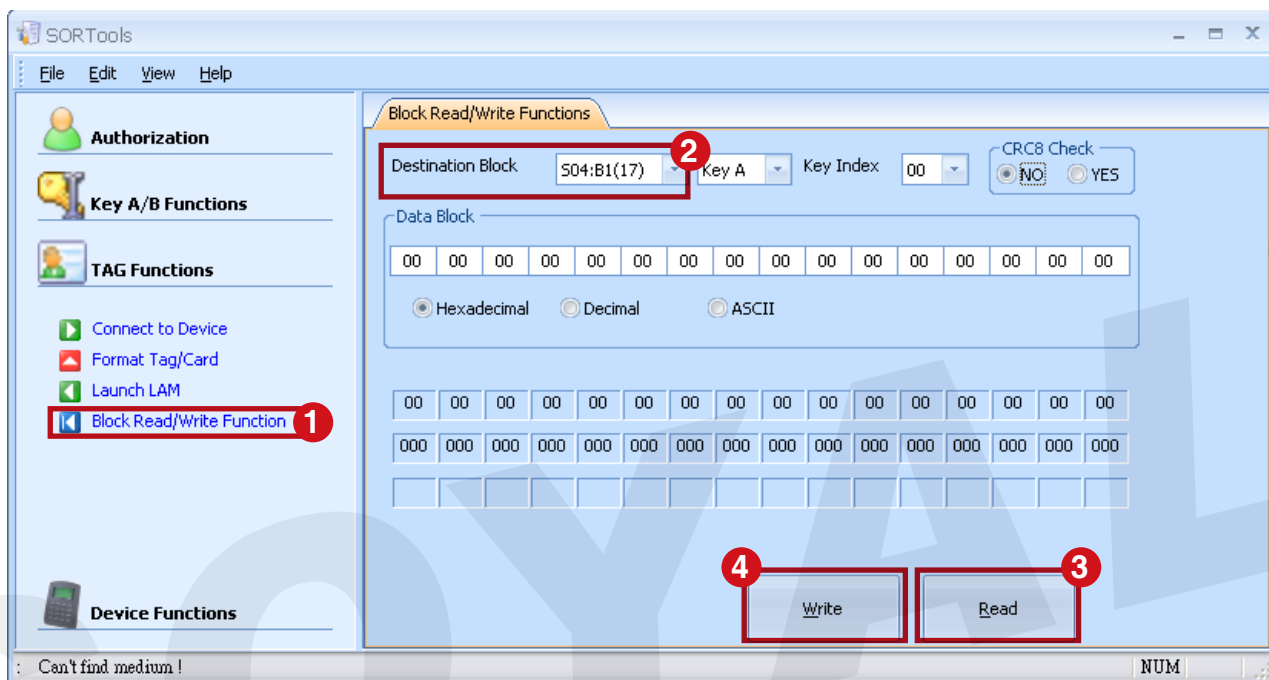 SORTools
File Edit View Help
Authorization
Key A/B Functions
TAG Functions
Connect to Device
Format Tag/Card
Launch LAM
Block Read/Write Function 1
Device Functions
Block Read/Write Functions
Destination Block S04:B1(17) 2 Key A Key Index 00
CRC8 Check
NO YES
Data Block
00 00 00 00 00 00 00 00 00 00 00 00 00 00 00 00
Hexadecimal Decimal ASCII
00 00 00 00 00 00 00 00 00 00 00 00 00 00 00 00
000 000 000 000 000 000 000 000 000 000 000 000 000 000 000 000
4 Write 3 Read
: Can't find medium ! NUM
SOYAL